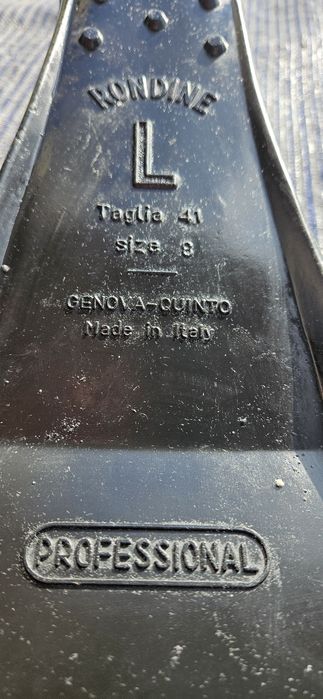 RONDINE
L
Taglia 41
size 8
GENOVA-QUINTO
Made in Italy
PROFESSIONAL